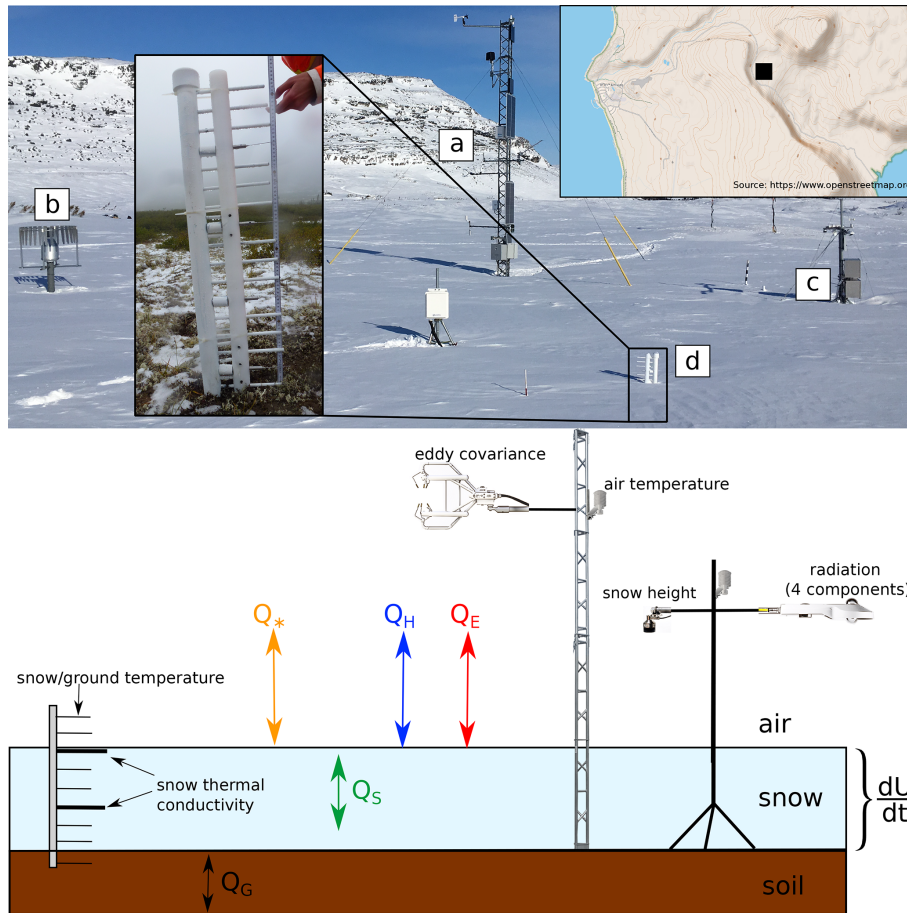 a
b
Source: https://www.openstreetmap.org
c
d
eddy covariance
air temperature
radiation
(4 components)
snow height
Q*
QH
QE
snow/ground temperature
air
snow thermal
conductivity
QS
snow
dU
dt
QG
soil